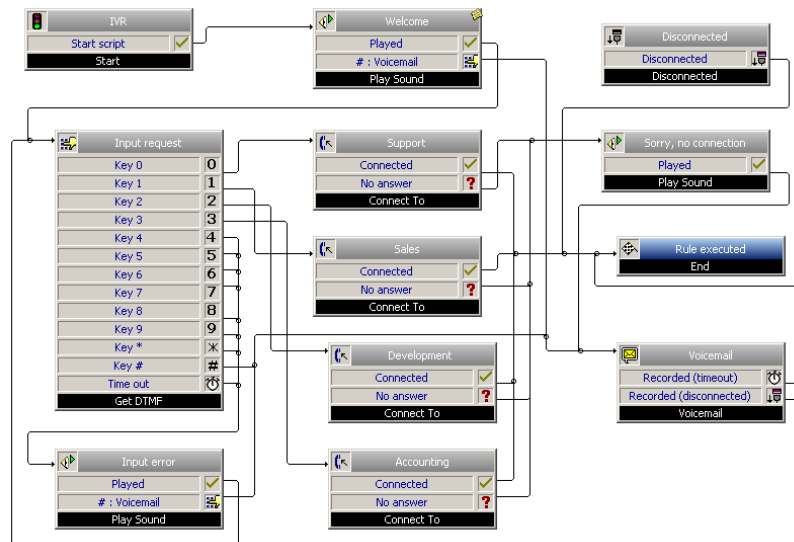 IVR
Start script
Start
Welcome
Played
# : Voicemail
Play Sound
Disconnected
Disconnected
Disconnected
Input request
Key 0 0
Key 1 1
Key 2 2
Key 3 3
Key 4 4
Key 5 5
Key 6 6
Key 7 7
Key 8 8
Key 9 9
Key * *
Key # #
Time out
Get DTMF
Support
Connected
No answer ?
Connect To
Sorry, no connection
Played
Play Sound
Sales
Connected
No answer ?
Connect To
Rule executed
End
Development
Connected
No answer ?
Connect To
Voicemail
Recorded (timeout)
Recorded (disconnected)
Voicemail
Input error
Played
# : Voicemail
Play Sound
Accounting
Connected
No answer ?
Connect To